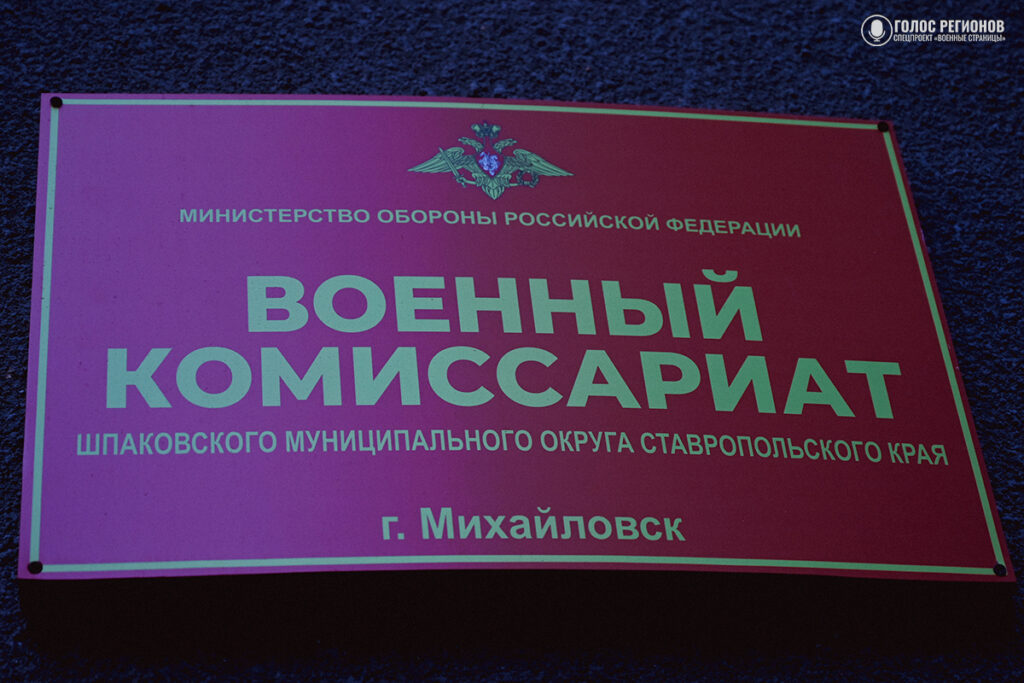 ГОЛОС РЕГИОНОВ
СПЕЦПРОЕКТ «ВОЕННЫЕ СТРАНИЦЫ»
МИНИСТЕРСТВО ОБОРОНЫ РОССИЙСКОЙ ФЕДЕРАЦИИ
ВОЕННЫЙ
КОМИССАРИАТ
ШПАКОВСКОГО МУНИЦИПАЛЬНОГО ОКРУГА СТАВРОПОЛЬСКОГО КРАЯ
г. Михайловск